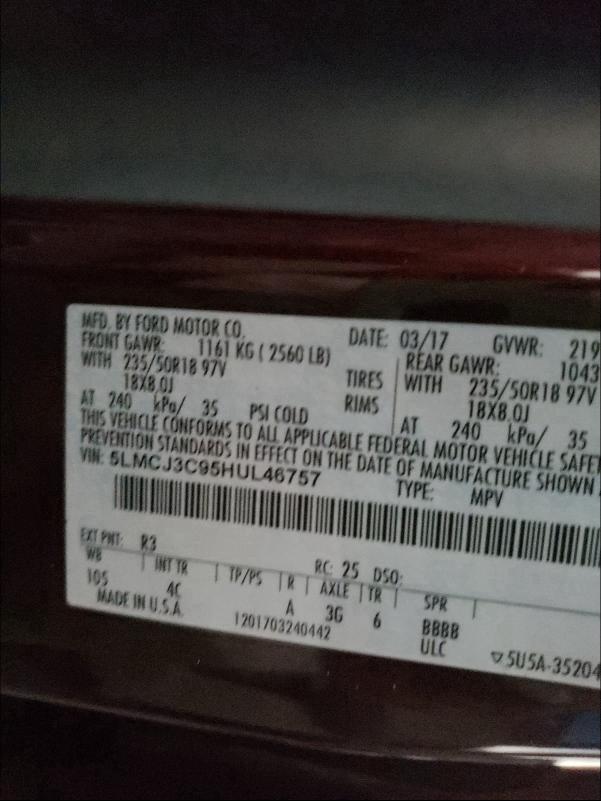 MFD. BY FORD MOTOR CO. DATE: 03/17 GVWR: 219
FRONT GAWR: 1161 KG ( 2560 LB) REAR GAWR: 1043
WITH 235/50R18 97V TIRES WITH 235/50R18 97V
18X8.0J RIMS 18X8.0J
AT 240 kPa/ 35 PSI COLD AT 240 kPa/ 35
THIS VEHICLE CONFORMS TO ALL APPLICABLE FEDERAL MOTOR VEHICLE SAFET
PREVENTION STANDARDS IN EFFECT ON THE DATE OF MANUFACTURE SHOWN
VIN: 5LMCJ3C95HUL46757 TYPE: MPV
EXT PNT: R3 RC: 25 DSO:
WB INT TR TP/PS R AXLE TR SPR
105 4C A 3G 6 BBBB
MADE IN U.S.A. 1201703240442 ULC ▽5U5A-35204